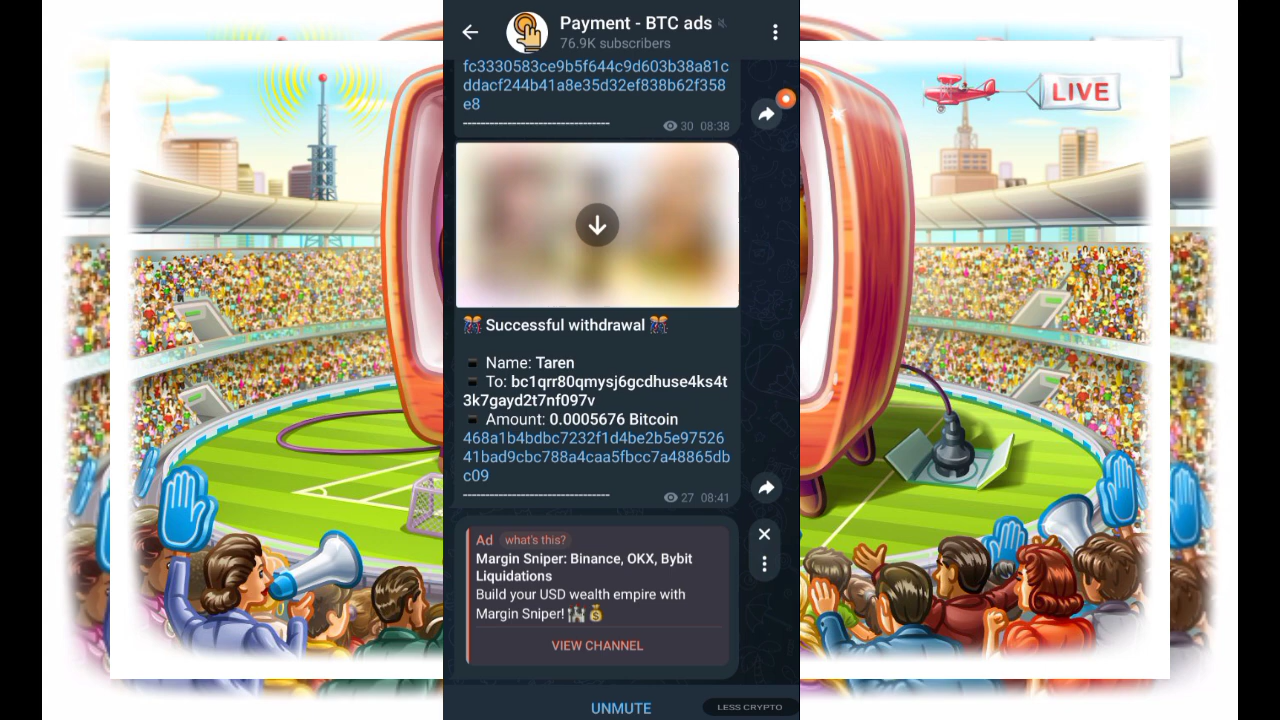 Payment - BTC ads
76.9K subscribers
fc3330583ce9b5f644c9d603b38a81c
ddacf244b41a8e35d32ef838b62f358
e8
----------------------------------
30 08:38
Successful withdrawal
Name: Taren
To: bc1qrr80qmysj6gcdhuse4ks4t
3k7gayd2t7nf097v
Amount: 0.0005676 Bitcoin
468a1b4bdbc7232f1d4be2b5e97526
41bad9cbc788a4caa5fbcc7a48865db
c09
----------------------------------
27 08:41
Ad what's this?
Margin Sniper: Binance, OKX, Bybit
Liquidations
Build your USD wealth empire with
Margin Sniper!
VIEW CHANNEL
UNMUTE
LESS CRYPTO
LIVE